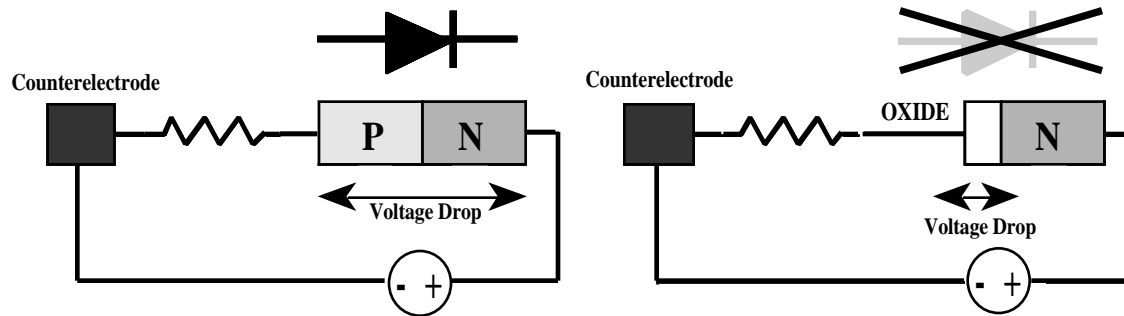 Counterelectrode
P N
Voltage Drop
- +
Counterelectrode
OXIDE
N
Voltage Drop
- +